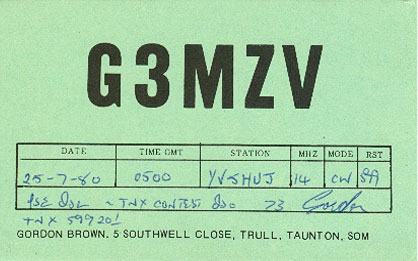 G3MZV
DATE TIME GMT STATION MHZ MODE RST
25-7-80 0500 YV5HUJ 14 CW 599
PSE QSL ~ TNX CONTEST QSO 73 Gordon
TNX 599201
GORDON BROWN, 5 SOUTHWELL CLOSE, TRULL, TAUNTON, SOM